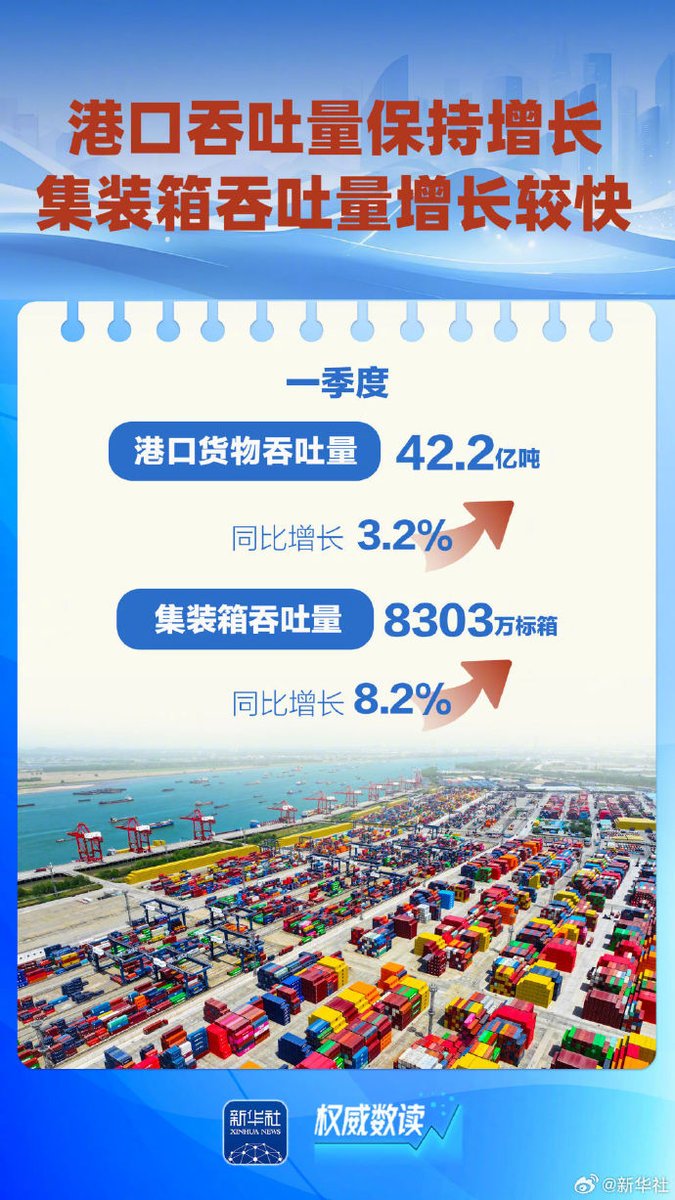 港口吞吐量保持增长
集装箱吞吐量增长较快
一季度
港口货物吞吐量 42.2亿吨
同比增长 3.2%
集装箱吞吐量 8303万标箱
同比增长 8.2%
新华社
XINHUA NEWS
权威数读
@新华社